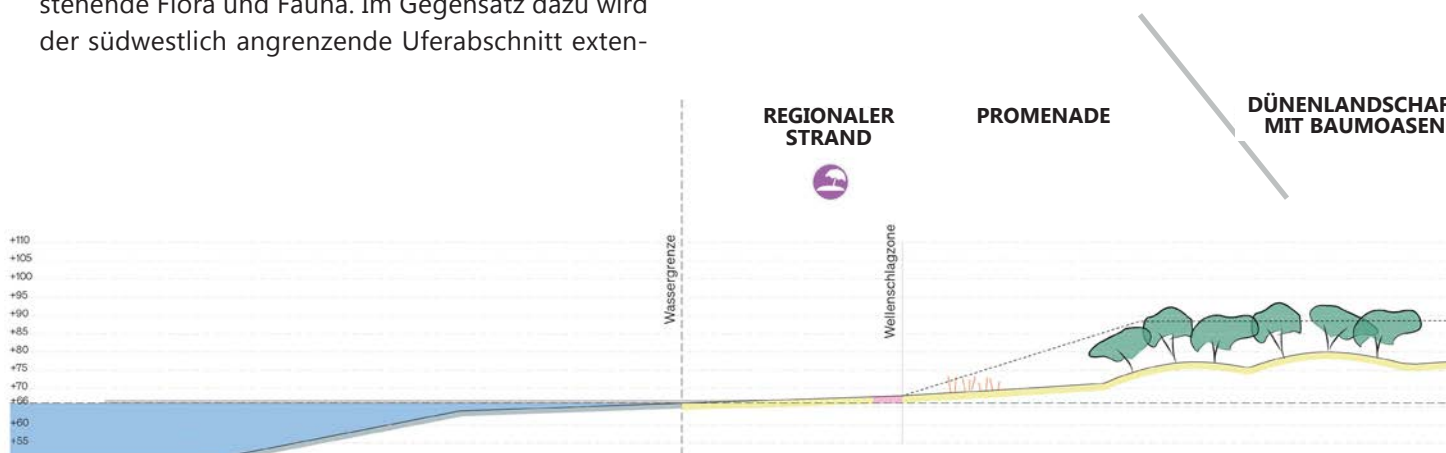 stehende Flora und Fauna. Im Gegensatz dazu wird
der südwestlich angrenzende Uferabschnitt exten-
REGIONALER
STRAND
PROMENADE
DÜNENLANDSCHAF
MIT BAUMOASEN
Wassergrenze
Wellenschlagzone
+110
+105
+100
+95
+90
+85
+80
+75
+70
+66
+60
+55